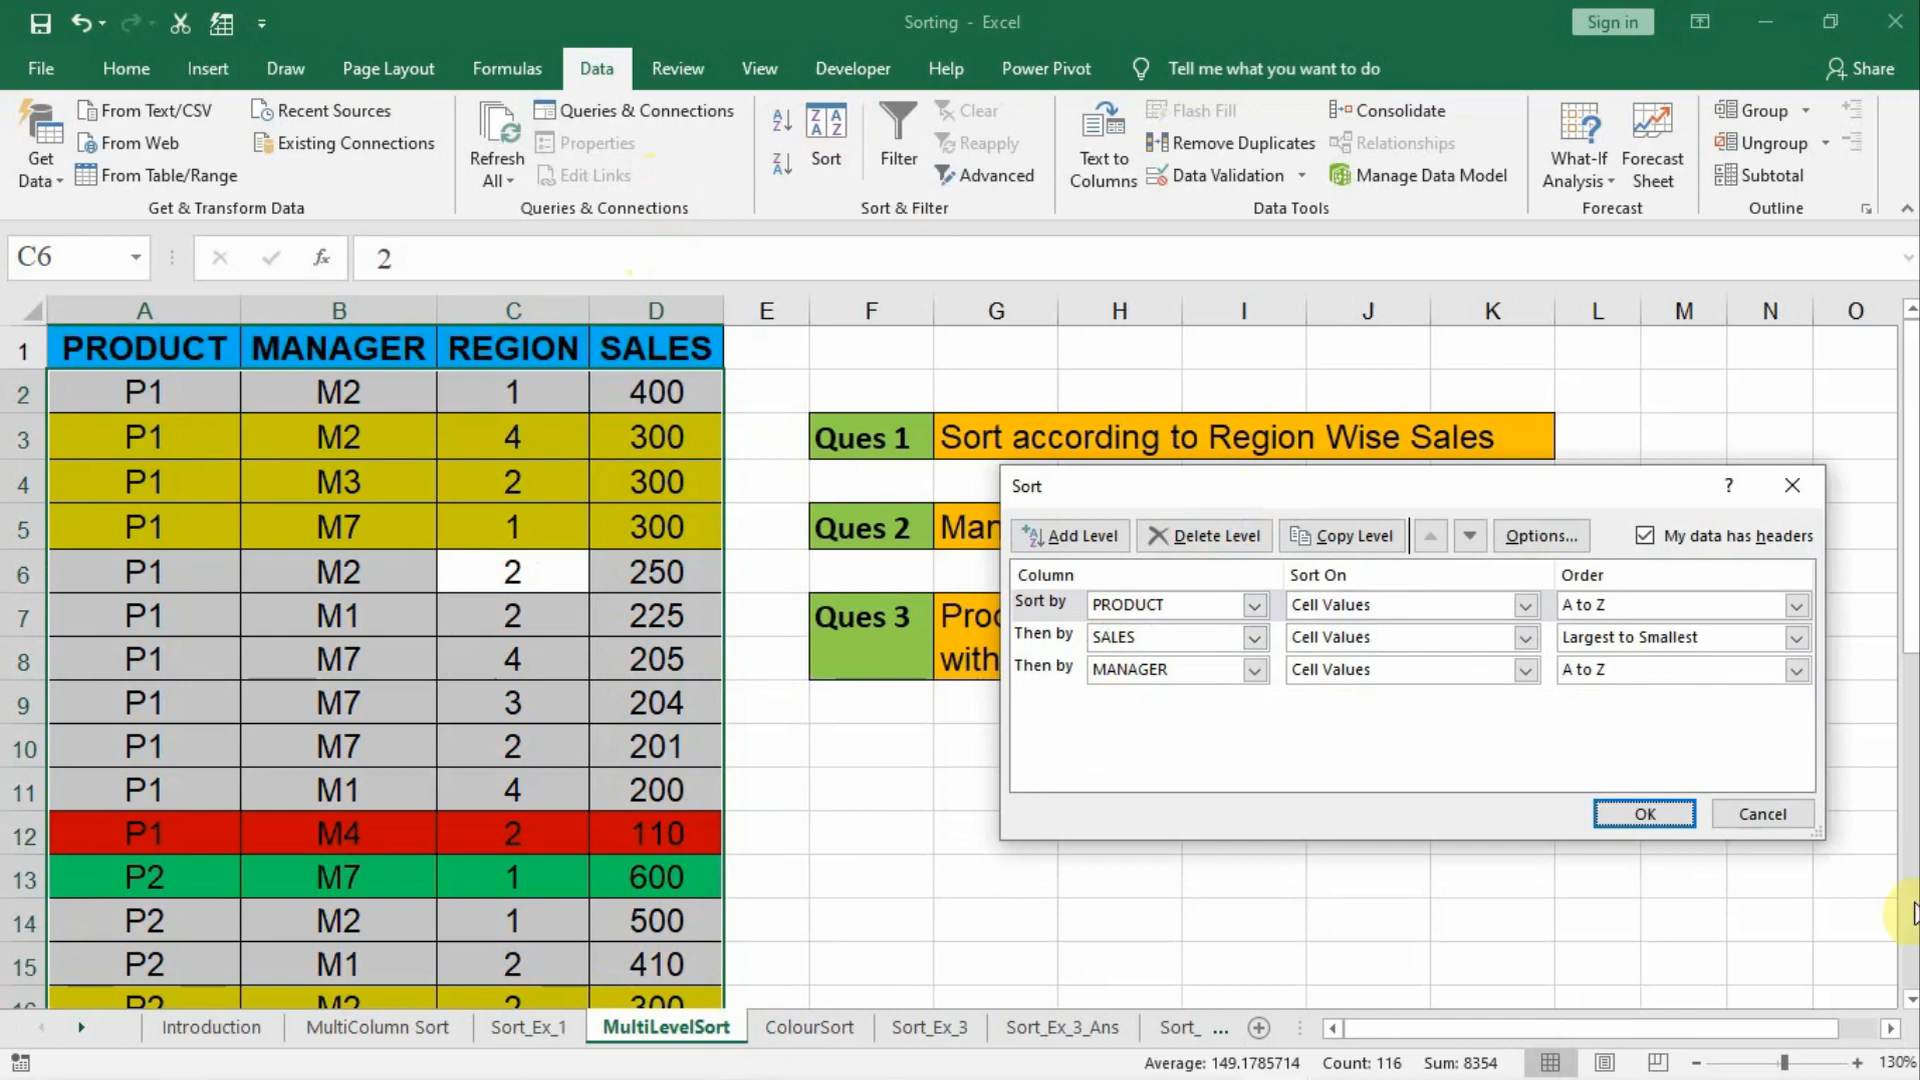 Sorting - Excel
Sign in
File Home Insert Draw Page Layout Formulas Data Review View Developer Help Power Pivot Tell me what you want to do Share
Get Data
From Text/CSV
From Web
From Table/Range
Recent Sources
Existing Connections
Get & Transform Data
Refresh All
Queries & Connections
Properties
Edit Links
Queries & Connections
Sort
Filter
Clear
Reapply
Advanced
Sort & Filter
Text to Columns
Flash Fill
Remove Duplicates
Data Validation
Consolidate
Relationships
Manage Data Model
Data Tools
What-If Analysis
Forecast Sheet
Forecast
Group
Ungroup
Subtotal
Outline
C6 fx 2
A B C D E F G H I J K L M N O
1 PRODUCT MANAGER REGION SALES
2 P1 M2 1 400
3 P1 M2 4 300 Ques 1 Sort according to Region Wise Sales
4 P1 M3 2 300
5 P1 M7 1 300 Ques 2 Man
6 P1 M2 2 250
7 P1 M1 2 225 Ques 3 Proc
8 P1 M7 4 205 with
9 P1 M7 3 204
10 P1 M7 2 201
11 P1 M1 4 200
12 P1 M4 2 110
13 P2 M7 1 600
14 P2 M2 1 500
15 P2 M1 2 410
16 P2 M2 2 300
Sort ?
Add Level Delete Level Copy Level Options... My data has headers
Column Sort On Order
Sort by PRODUCT Cell Values A to Z
Then by SALES Cell Values Largest to Smallest
Then by MANAGER Cell Values A to Z
OK Cancel
Introduction MultiColumn Sort Sort_Ex_1 MultiLevelSort ColourSort Sort_Ex_3 Sort_Ex_3_Ans Sort_ ...
Average: 149.1785714 Count: 116 Sum: 8354 130%